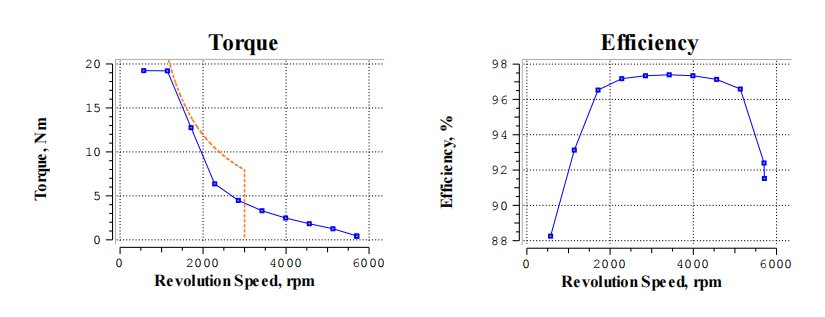 Torque
Efficiency
20
15
10
5
0
Torque, Nm
0 2000 4000 6000
Revolution Speed, rpm
98
96
94
92
90
88
Efficiency, %
0 2000 4000 6000
Revolution Speed, rpm